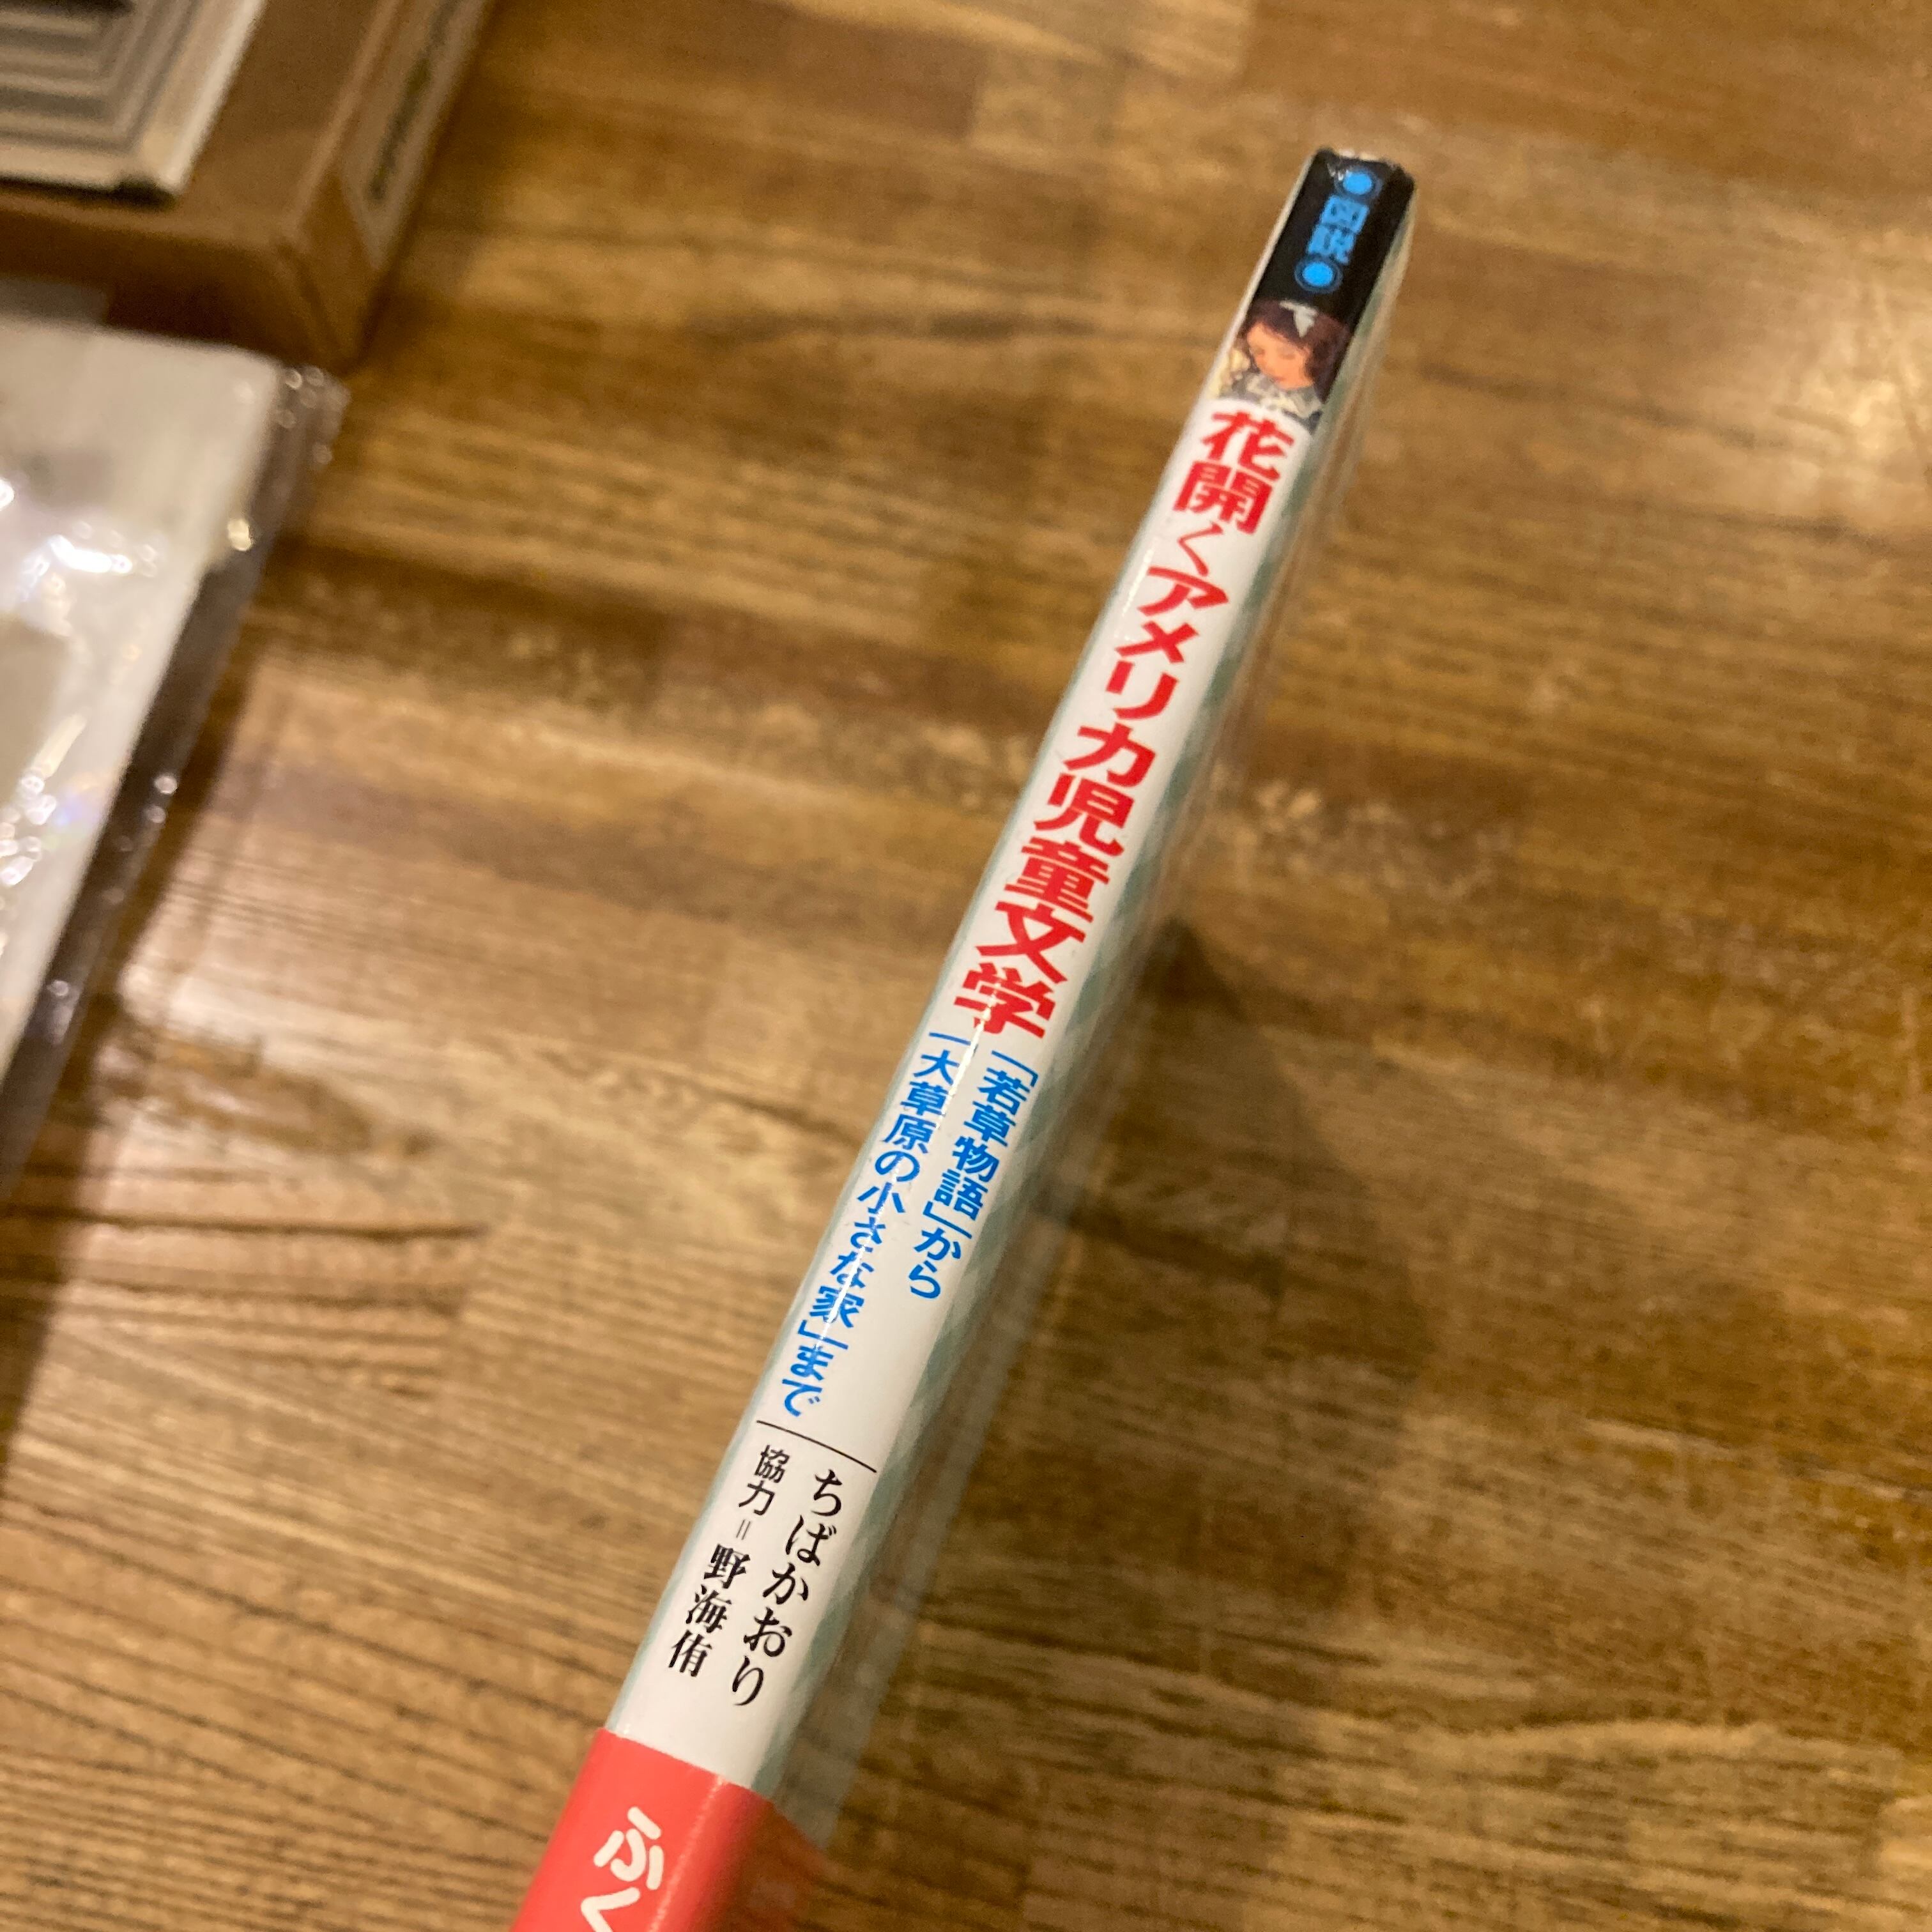 図説
花開くアメリカ児童文学
「若草物語」から
「大草原の小さな家」まで
ちばかおり
協力=野海侑
ふく